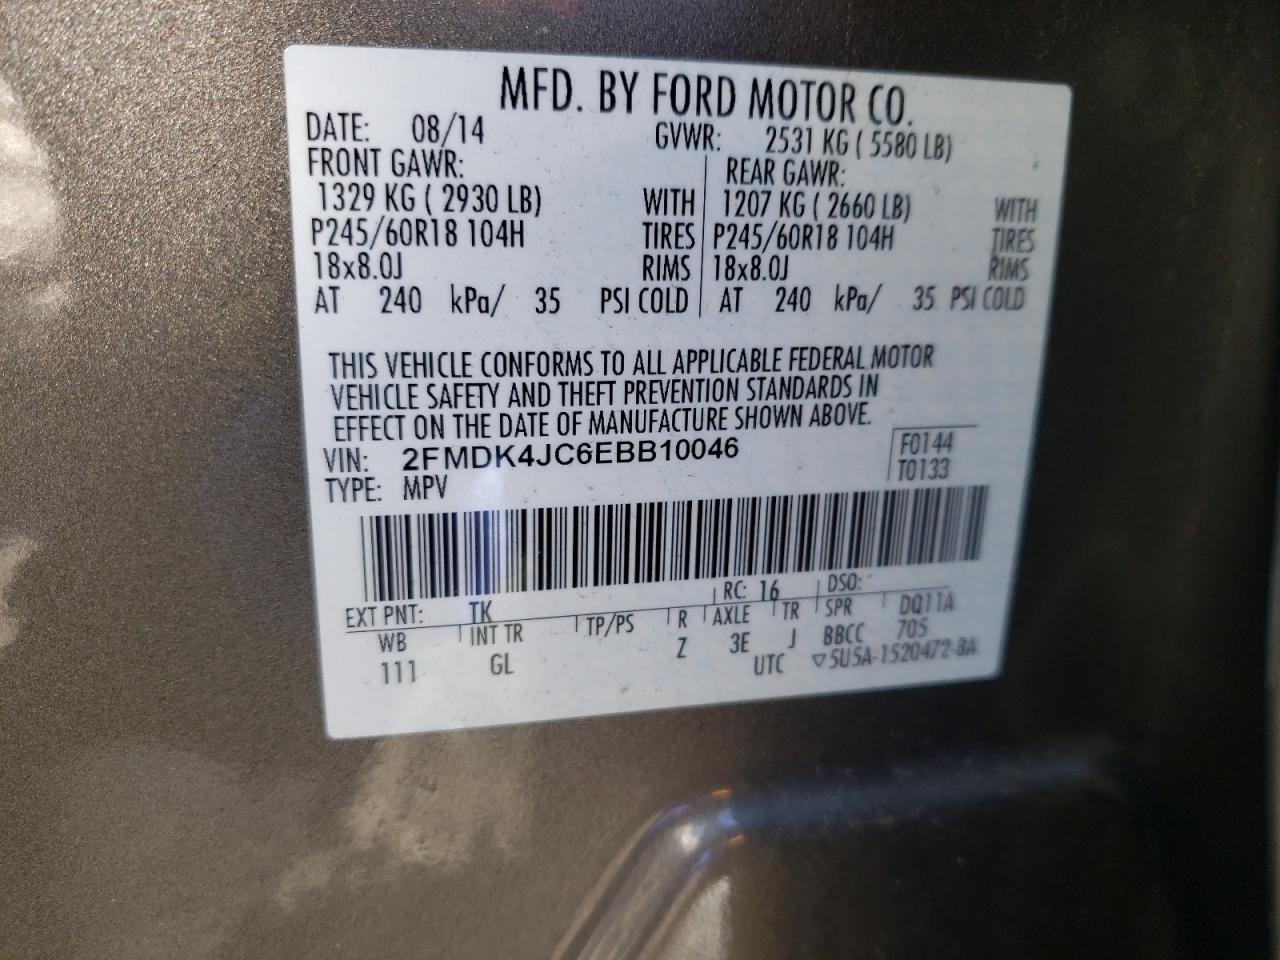 MFD. BY FORD MOTOR CO.
DATE: 08/14 GVWR: 2531 KG ( 5580 LB)
FRONT GAWR: REAR GAWR:
1329 KG ( 2930 LB) WITH 1207 KG ( 2660 LB) WITH
P245/60R18 104H TIRES P245/60R18 104H TIRES
18x8.0J RIMS 18x8.0J RIMS
AT 240 kPa/ 35 PSI COLD AT 240 kPa/ 35 PSI COLD
THIS VEHICLE CONFORMS TO ALL APPLICABLE FEDERAL MOTOR
VEHICLE SAFETY AND THEFT PREVENTION STANDARDS IN
EFFECT ON THE DATE OF MANUFACTURE SHOWN ABOVE.
VIN: 2FMDK4JC6EBB10046 F0144
TYPE: MPV T0133
EXT PNT: TK RC: 16 DSO:
WB INT TR TP/PS R AXLE TR SPR DQ11A
111 GL Z 3E J BBCC 705
UTC ▽5U5A-1520472-BA